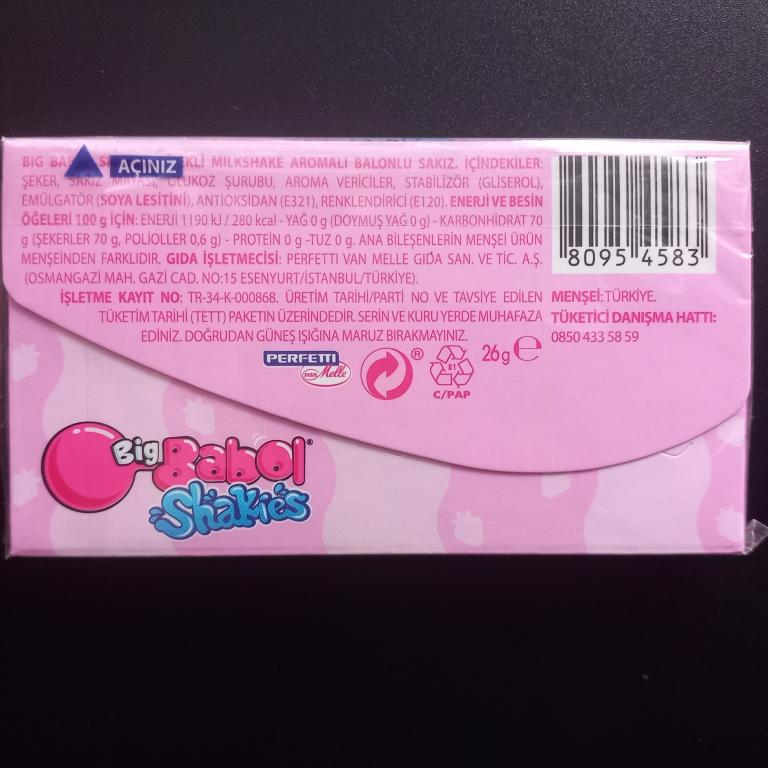 BIG ÇİLEKLİ MILKSHAKE AROMALI BALONLU SAKIZ. İÇİNDEKİLER:
AÇINIZ
ŞEKER, SAKIZ MAYASI, GLUKOZ ŞURUBU, AROMA VERİCİLER, STABİLİZÖR (GLİSEROL),
EMÜLGATÖR (SOYA LESİTİNİ), ANTİOKSİDAN (E321), RENKLENDİRİCİ (E120). ENERJİ VE BESİN
ÖĞELERİ 100 g İÇİN: ENERJİ 1190 kJ / 280 kcal - YAĞ 0 g (DOYMUŞ YAĞ 0 g) - KARBONHİDRAT 70
g (ŞEKERLER 70 g, POLİOLLER 0,6 g) - PROTEİN 0 g -TUZ 0 g. ANA BİLEŞENLERİN MENŞEİ ÜRÜN
MENŞEİNDEN FARKLIDIR. GIDA İŞLETMECİSİ: PERFETTI VAN MELLE GIDA SAN. VE TİC. A.Ş.
(OSMANGAZİ MAH. GAZİ CAD. NO:15 ESENYURT/İSTANBUL/TÜRKİYE).
İŞLETME KAYIT NO: TR-34-K-000868. ÜRETİM TARİHİ/PARTİ NO VE TAVSİYE EDİLEN
TÜKETİM TARİHİ (TETT) PAKETİN ÜZERİNDEDİR. SERİN VE KURU YERDE MUHAFAZA
EDİNİZ. DOĞRUDAN GÜNEŞ IŞIĞINA MARUZ BIRAKMAYINIZ.
8095 4583
MENŞEİ: TÜRKİYE.
TÜKETİCİ DANIŞMA HATTI:
0850 433 58 59
PERFETTI
van Melle
®
81
C/PAP
26 g ℮
Big Babol®
Shakies